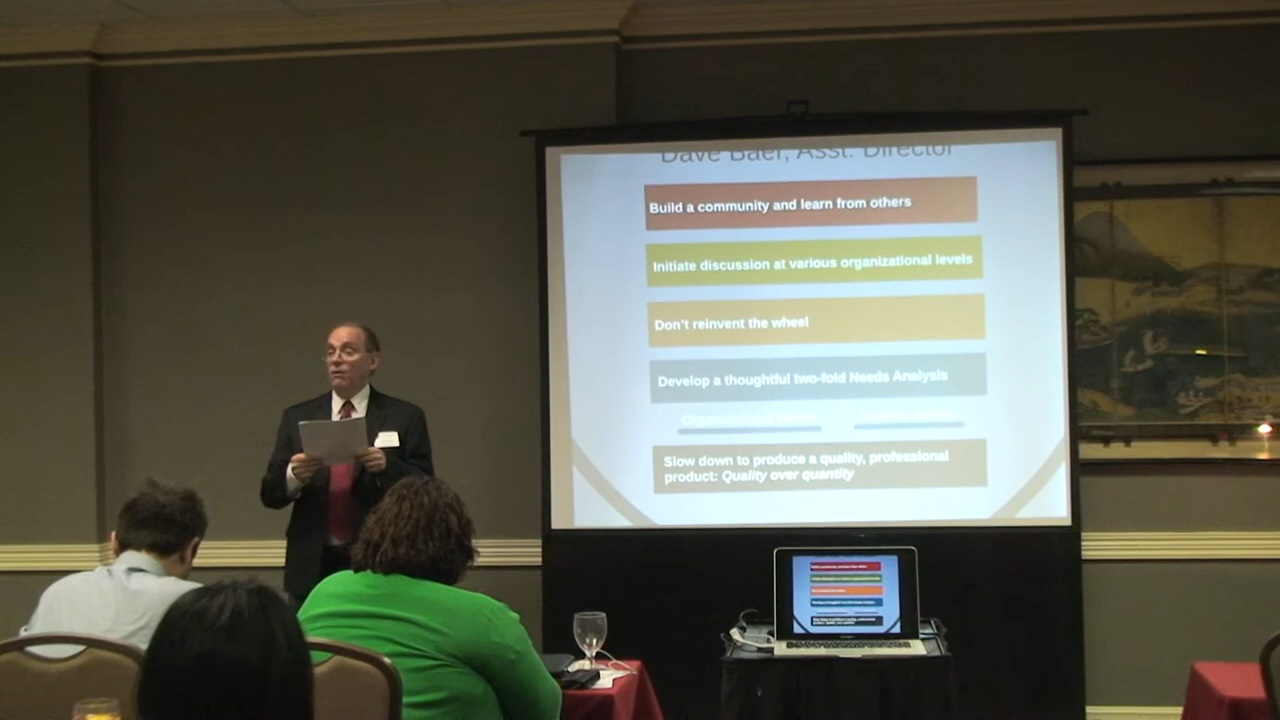 Dave Baer, Asst. Director
Build a community and learn from others
Initiate discussion at various organizational levels
Don't reinvent the wheel
Develop a thoughtful two-fold Needs Analysis
Organizational
Slow down to produce a quality, professional
product: Quality over quantity